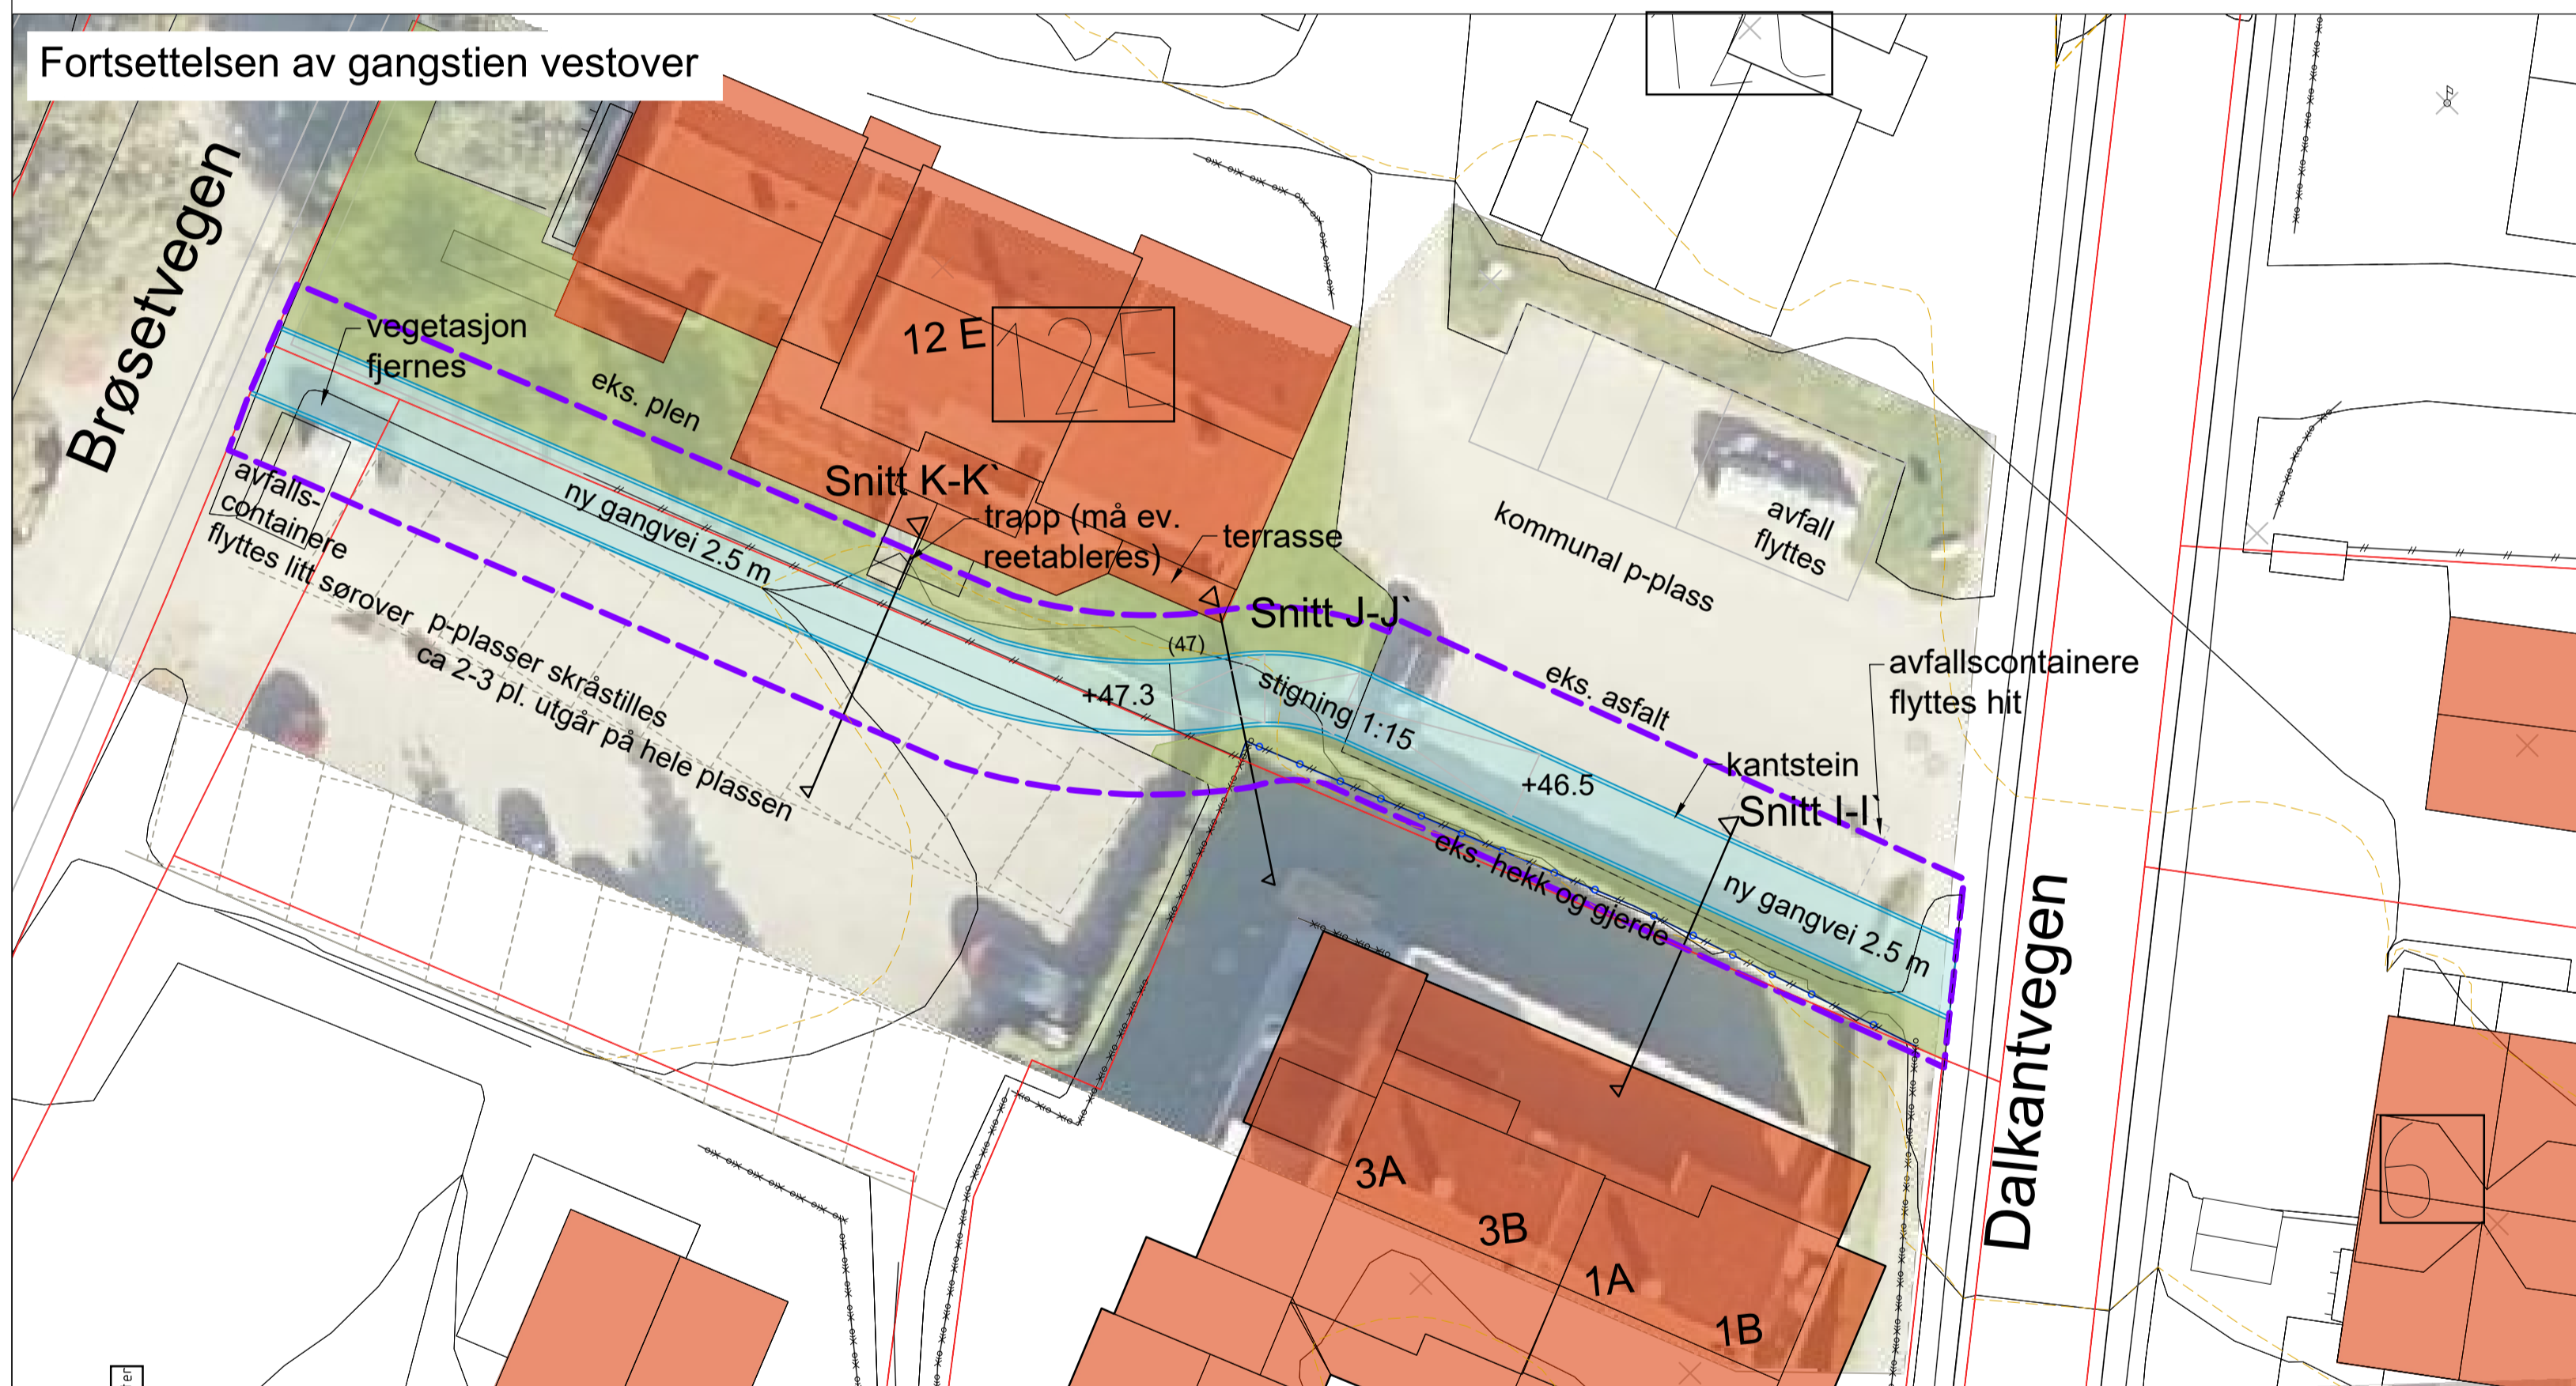 Fortsettelsen av gangstien vestover
Brøsetvegen
vegetasjon
fjernes
eks. plen
12 E
12E
Snitt K-K`
trapp (må ev.
reetableres)
terrasse
avfalls-
containere
flyttes litt sørover
ny gangvei 2.5 m
p-plasser skråstilles
ca 2-3 pl. utgår på hele plassen
kommunal p-plass
avfall
flyttes
Snitt J-J`
(47)
+47.3
stigning 1:15
eks. asfalt
avfallscontainere
flyttes hit
+46.5
kantstein
Snitt I-I`
eks. hekk og gjerde
ny gangvei 2.5 m
Dalkantvegen
3A
3B
1A
1B